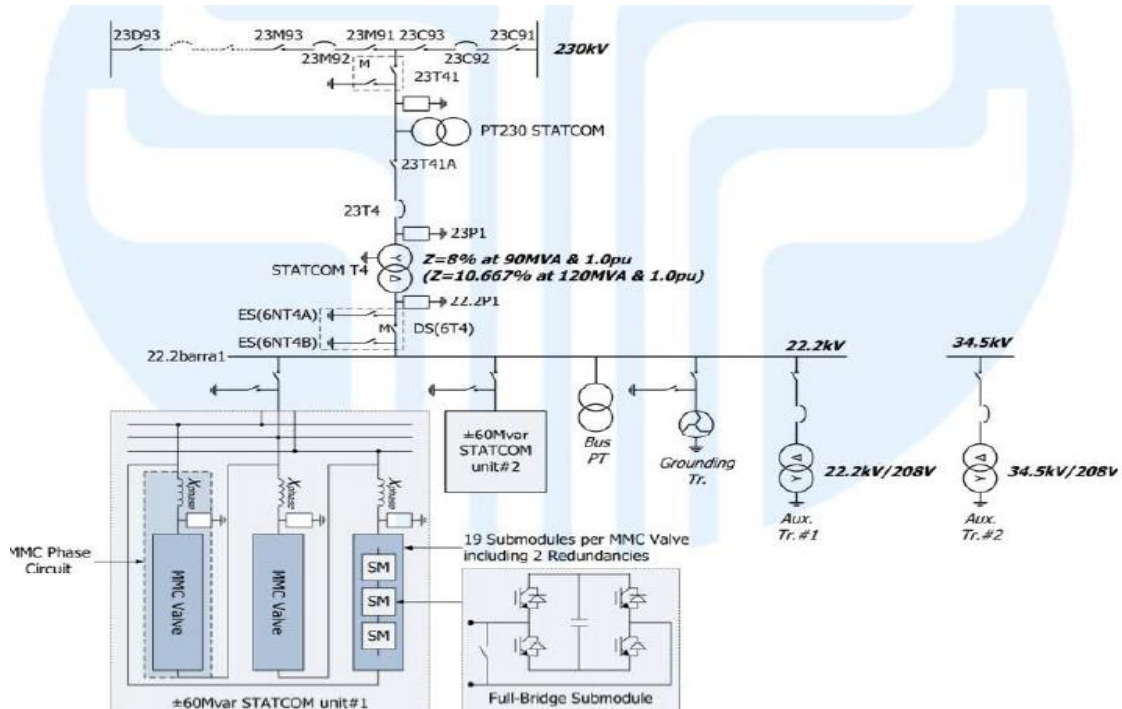 23D93
23M93
23M91
23C93
23C91
230kV
23M92
23C92
M
23T41
PT230 STATCOM
23T41A
23T4
23P1
Y
Δ
STATCOM T4
Z=8% at 90MVA & 1.0pu
(Z=10.667% at 120MVA & 1.0pu)
22.2P1
ES(6NT4A)
M
DS(6T4)
ES(6NT4B)
22.2barra1
22.2kV
34.5kV
±60Mvar
STATCOM
unit#2
Bus
PT
Grounding
Tr.
Δ
Y
22.2kV/208V
Aux.
Tr.#1
Δ
Y
34.5kV/208V
Aux.
Tr.#2
Xphase
Xphase
Xphase
MMC Phase
Circuit
MMC Valve
MMC Valve
SM
SM
SM
19 Submodules per MMC Valve
including 2 Redundancies
Full-Bridge Submodule
±60Mvar STATCOM unit#1